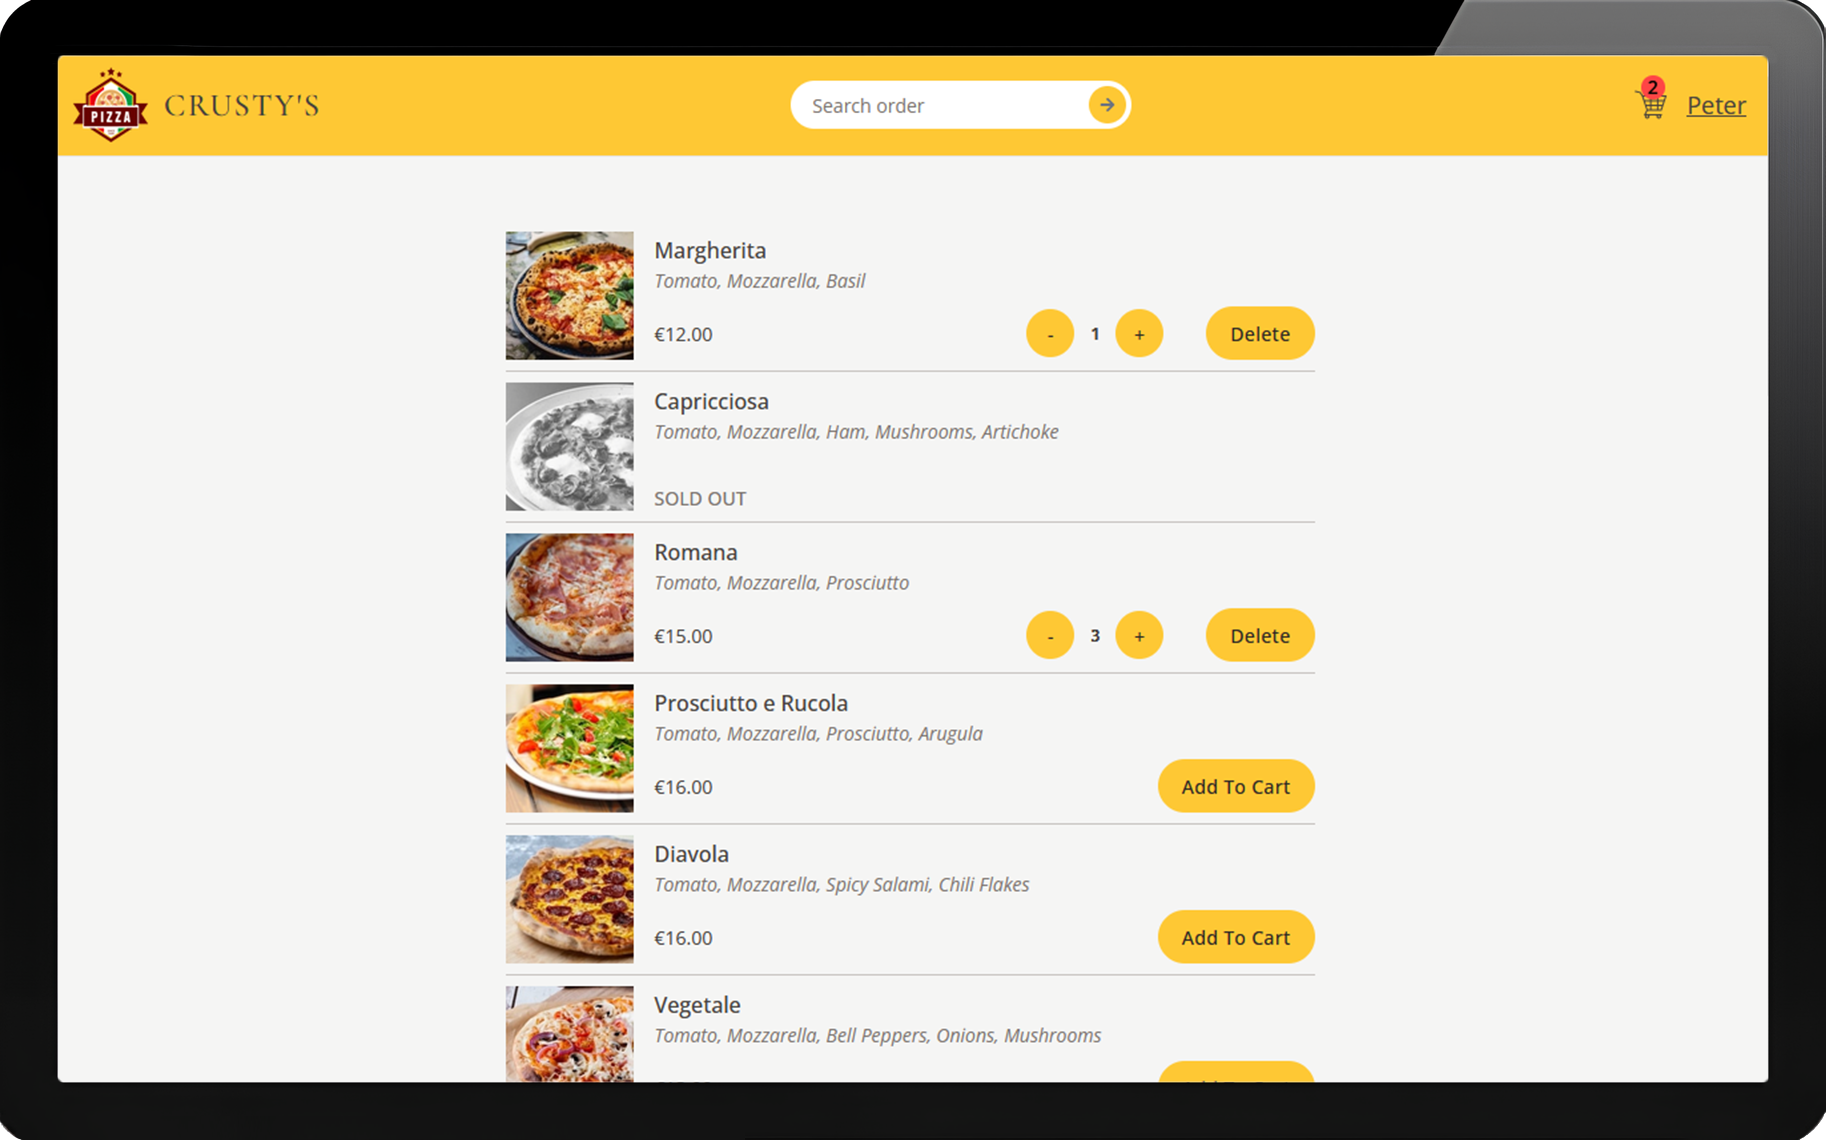 PIZZA
CRUSTY'S
Search order
2
Peter
Margherita
Tomato, Mozzarella, Basil
€12.00
- 1 +
Delete
Capricciosa
Tomato, Mozzarella, Ham, Mushrooms, Artichoke
SOLD OUT
Romana
Tomato, Mozzarella, Prosciutto
€15.00
- 3 +
Delete
Prosciutto e Rucola
Tomato, Mozzarella, Prosciutto, Arugula
€16.00
Add To Cart
Diavola
Tomato, Mozzarella, Spicy Salami, Chili Flakes
€16.00
Add To Cart
Vegetale
Tomato, Mozzarella, Bell Peppers, Onions, Mushrooms